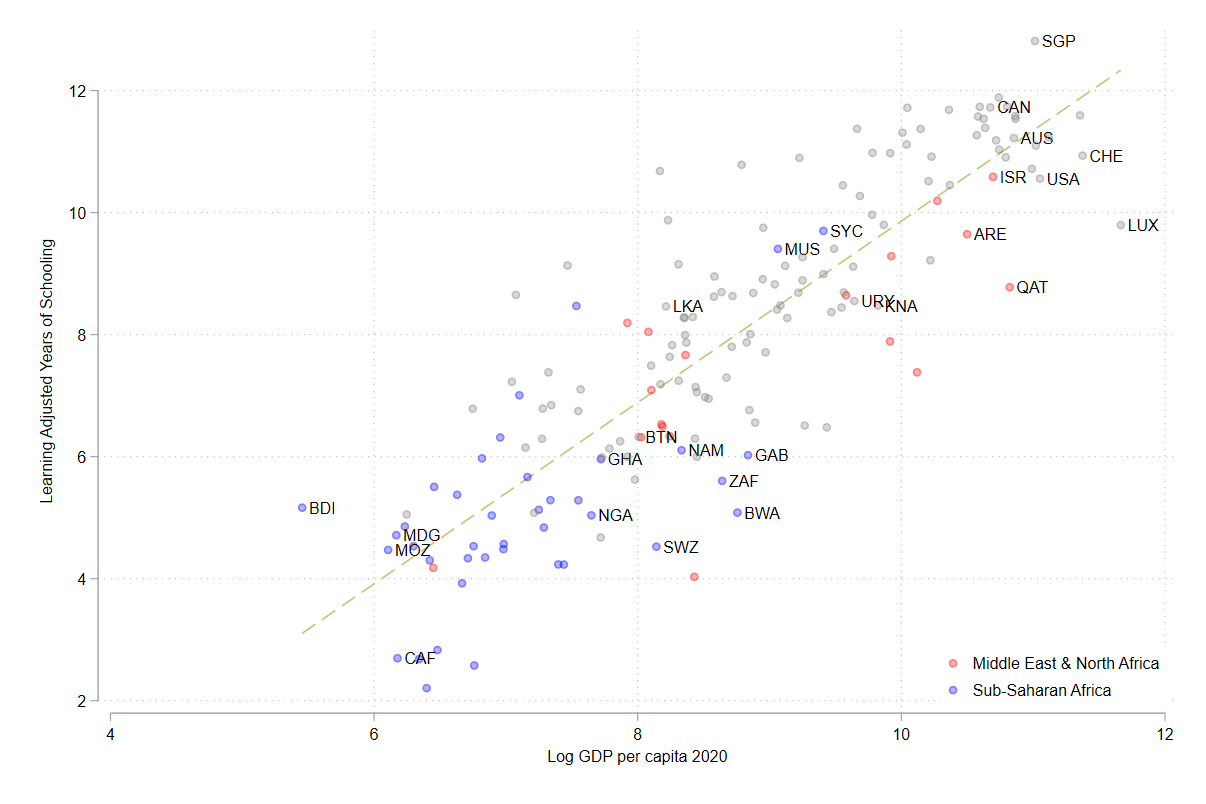 SGP
12
CAN
AUS
CHE
ISR
USA
10
LUX
SYC
ARE
MUS
QAT
8
LKA
URY
KNA
6
BTN
NAM
GAB
GHA
ZAF
BDI
NGA
BWA
MDG
MOZ
SWZ
4
CAF
Middle East & North Africa
Sub-Saharan Africa
2
Learning Adjusted Years of Schooling
4 6 8 10 12
Log GDP per capita 2020